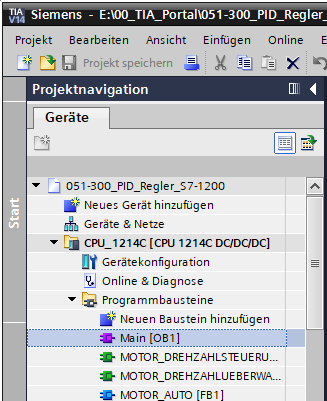 TIA V14 Siemens - E:\00_TIA_Portal\051-300_PID_Regler_
Projekt Bearbeiten Ansicht Einfügen Online E
Projekt speichern
Projektnavigation
Geräte
Start
051-300_PID_Regler_S7-1200
Neues Gerät hinzufügen
Geräte & Netze
CPU_1214C [CPU 1214C DC/DC/DC]
Gerätekonfiguration
Online & Diagnose
Programmbausteine
Neuen Baustein hinzufügen
Main [OB1]
MOTOR_DREHZAHLSTEUERU...
MOTOR_DREHZAHLUEBERWA...
MOTOR_AUTO [FB1]